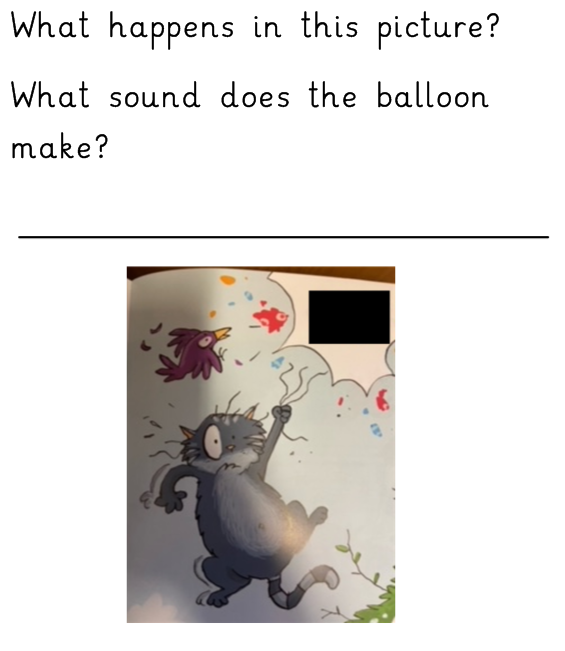 What happens in this picture?
What sound does the balloon
make?